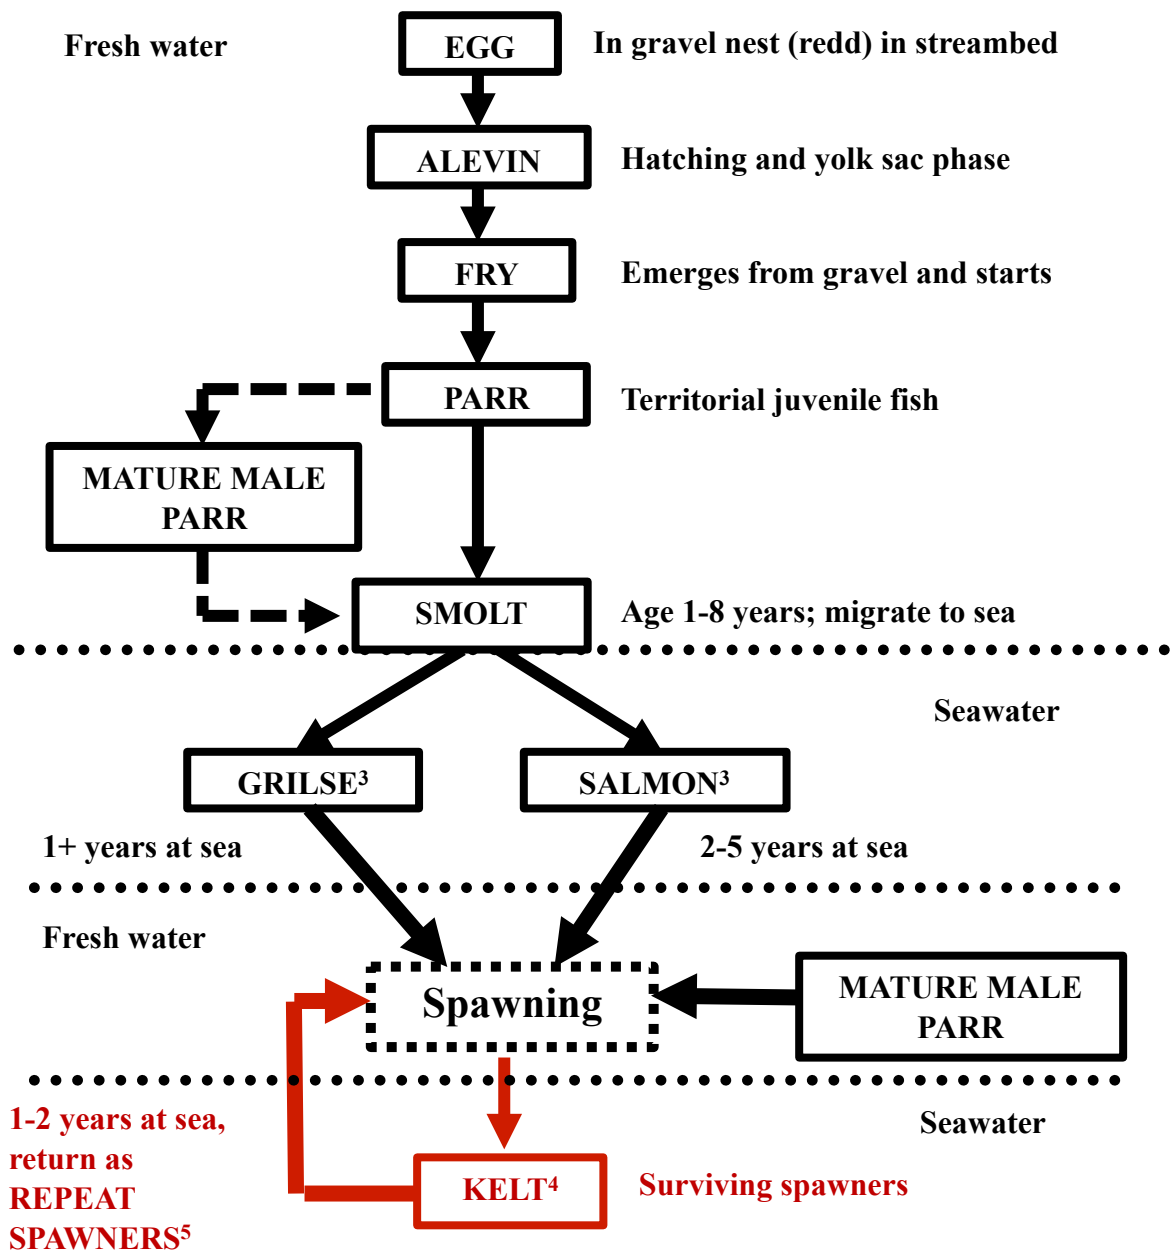 Fresh water
EGG
In gravel nest (redd) in streambed
ALEVIN
Hatching and yolk sac phase
FRY
Emerges from gravel and starts
PARR
Territorial juvenile fish
MATURE MALE
PARR
SMOLT
Age 1-8 years; migrate to sea
Seawater
GRILSE³
SALMON³
1+ years at sea
2-5 years at sea
Fresh water
Spawning
MATURE MALE
PARR
Seawater
1-2 years at sea,
return as
REPEAT
SPAWNERS⁵
KELT⁴
Surviving spawners